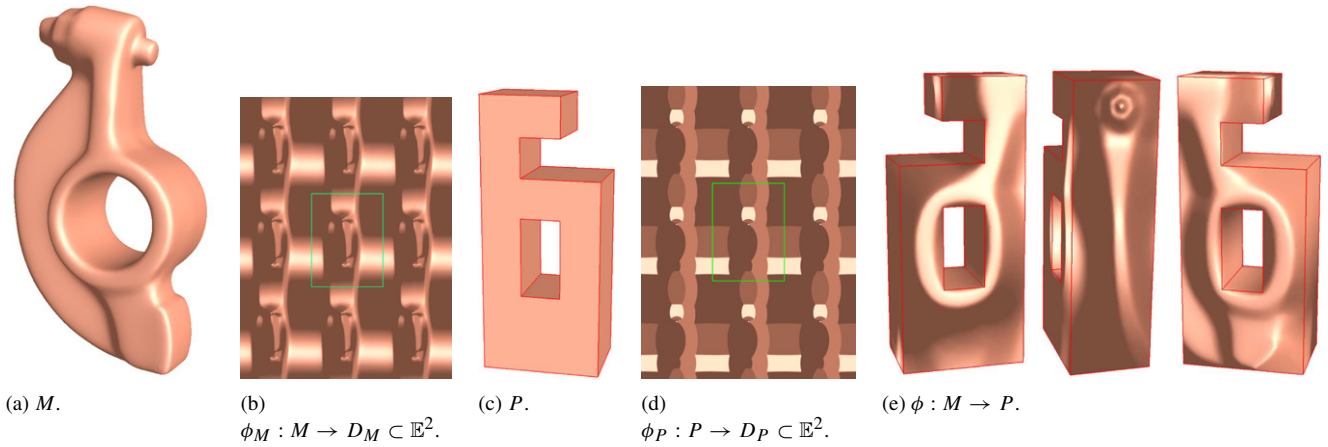 (a) M.
(b)
ϕ_M : M → D_M ⊂ 𝔼².
(c) P.
(d)
ϕ_P : P → D_P ⊂ 𝔼².
(e) ϕ : M → P.